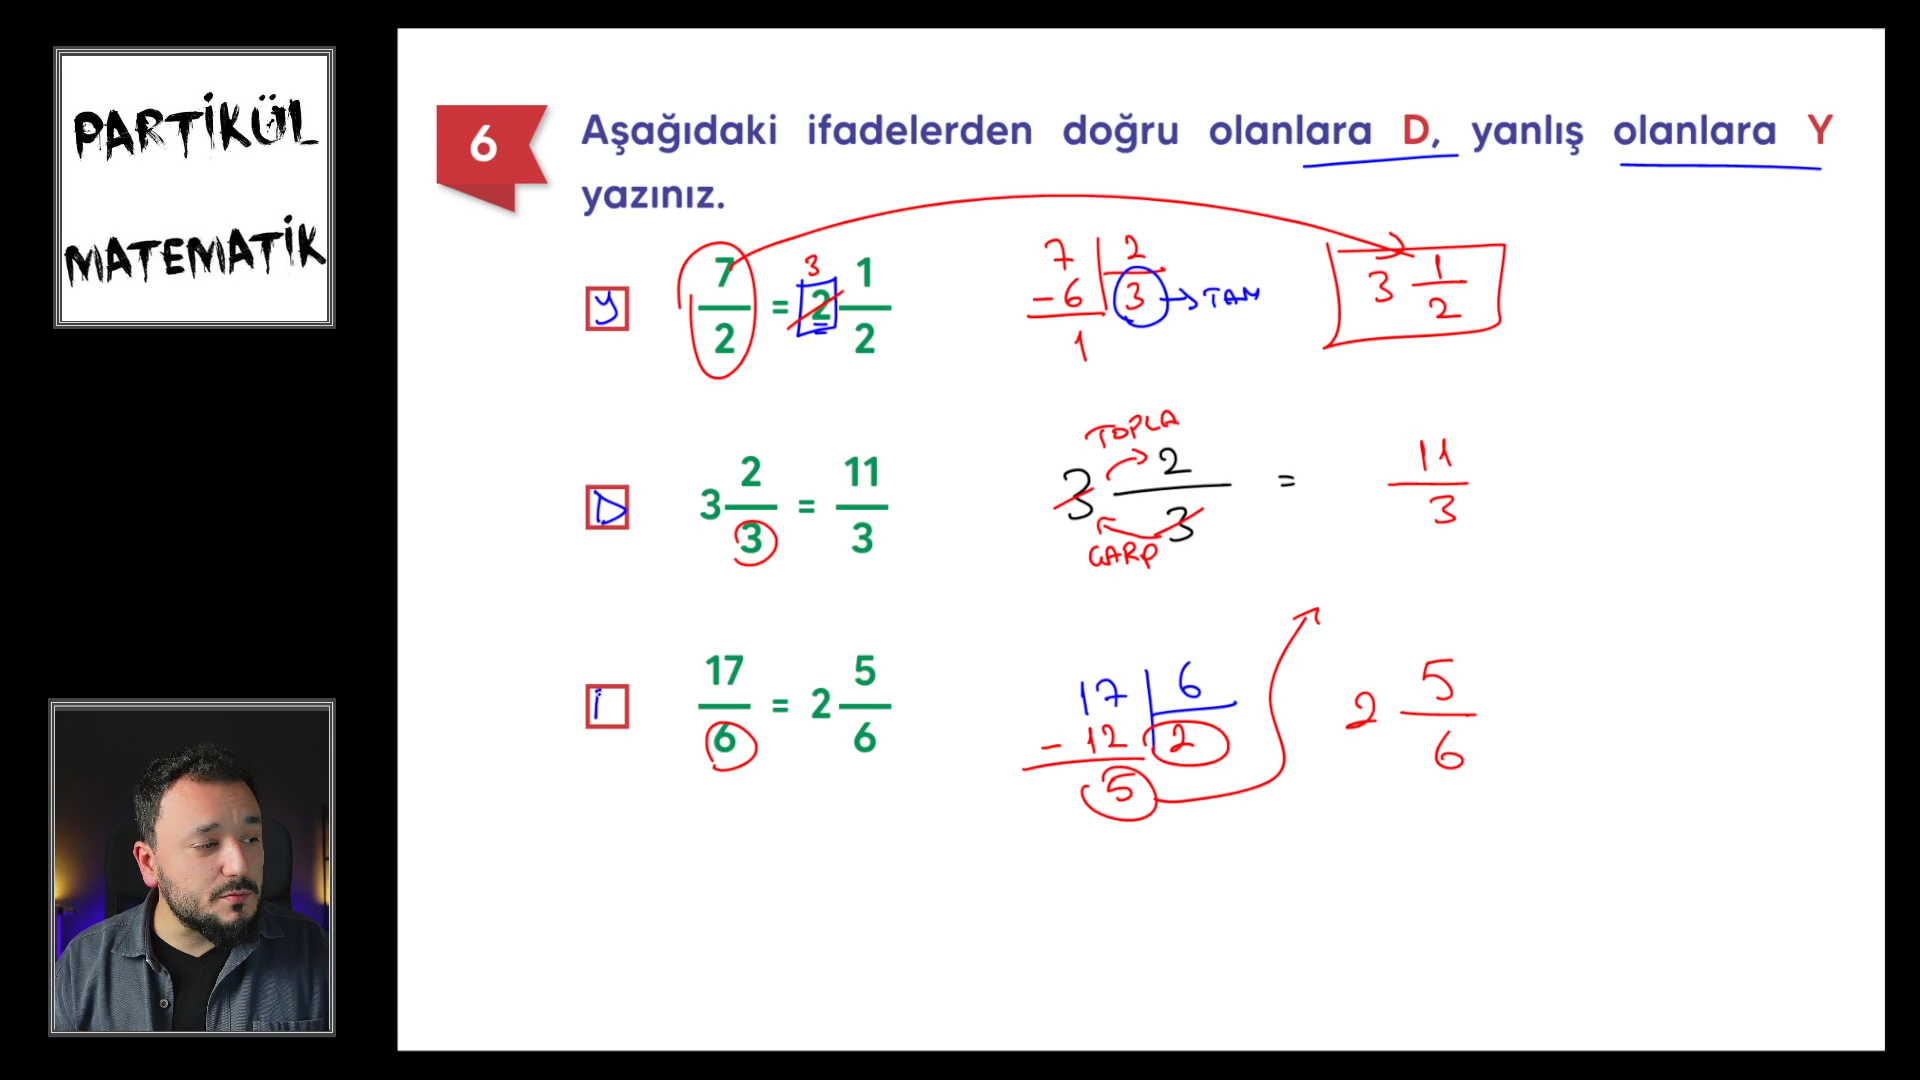 PARTİKÜL
MATEMATİK
6
Aşağıdaki ifadelerden doğru olanlara D, yanlış olanlara Y
yazınız.
Y 7/2 = 2 1/2
3
7 2
- 6 3 → TAM
1
3 1/2
D 3 2/3 = 11/3
TOPLA
3 2/3 = 11/3
ÇARP
17/6 = 2 5/6
17 6
- 12 2
5
2 5/6